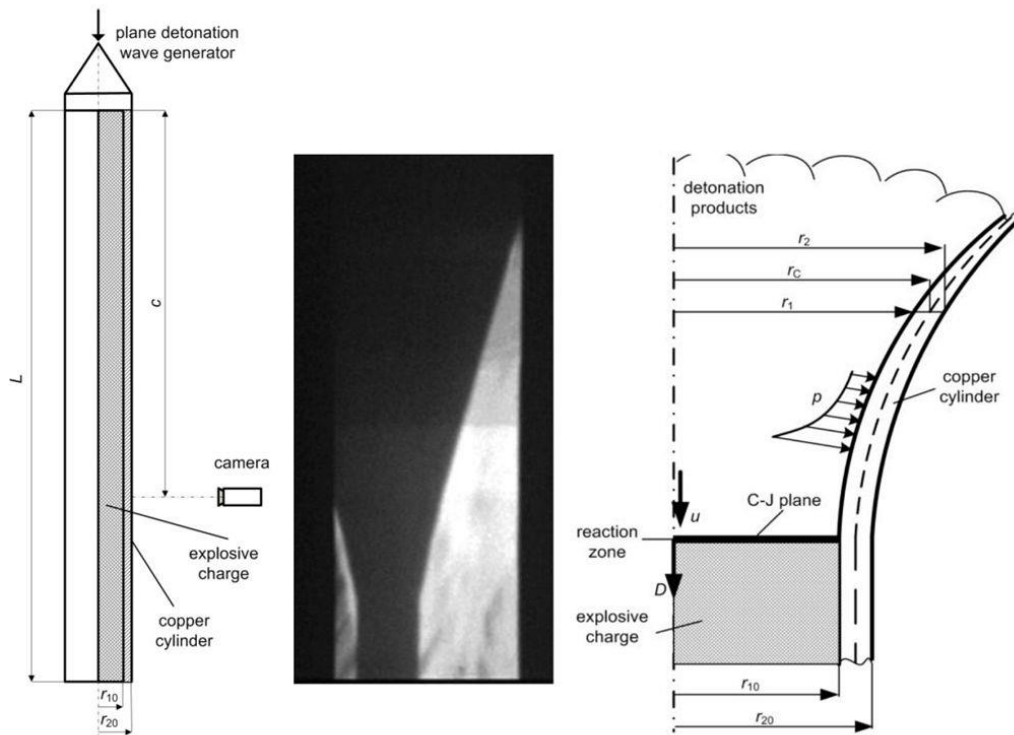 plane detonation
wave generator
c
L
camera
explosive
charge
copper
cylinder
r10
r20
detonation
products
r2
rC
r1
p
copper
cylinder
C-J plane
u
reaction
zone
D
explosive
charge
r10
r20